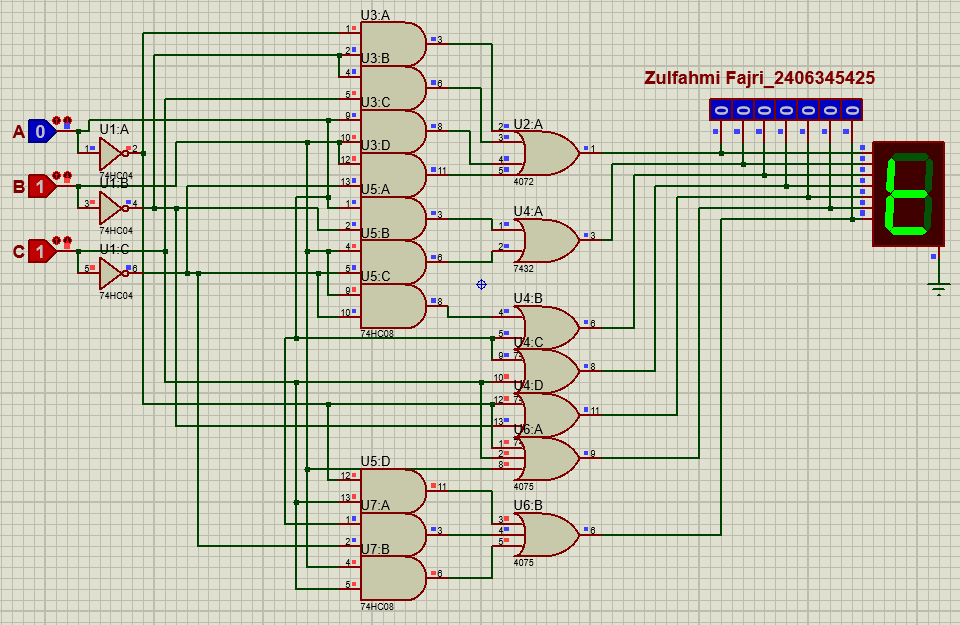 Zulfahmi Fajri_2406345425
0 0 0 0 0 0 0
A 0
B 1
C 1
U1:A
1 2
74HC04
U1:B
3 4
74HC04
U1:C
5 6
74HC04
U3:A
1
2
3
U3:B
4
5
6
U3:C
9
10
8
U3:D
12
13
11
U5:A
1
2
3
U5:B
4
5
6
U5:C
9
10
8
74HC08
U2:A
2
3
4
5
1
4072
U4:A
1
2
3
7432
U4:B
4
5
6
U4:C
9
10
8
U4:D
12
13
11
U6:A
1
2
8
9
4075
U5:D
12
13
11
U7:A
1
2
3
U7:B
4
5
6
74HC08
U6:B
3
4
5
6
4075